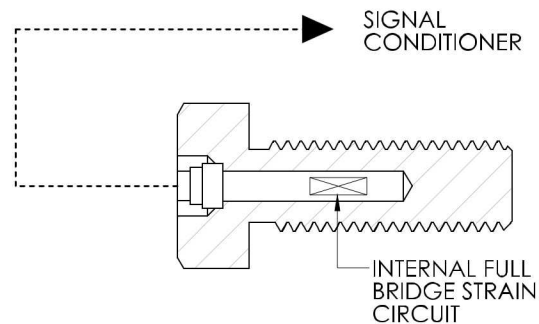 SIGNAL
CONDITIONER
INTERNAL FULL
BRIDGE STRAIN
CIRCUIT